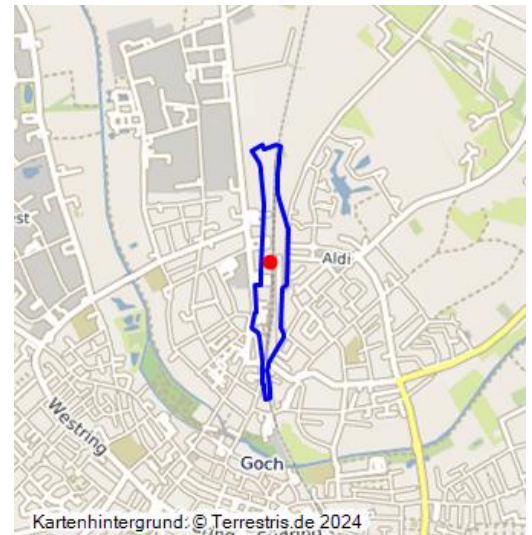 est
Aldi
Westring
Goch
Kartenhintergrund: © Terrestris.de 2024